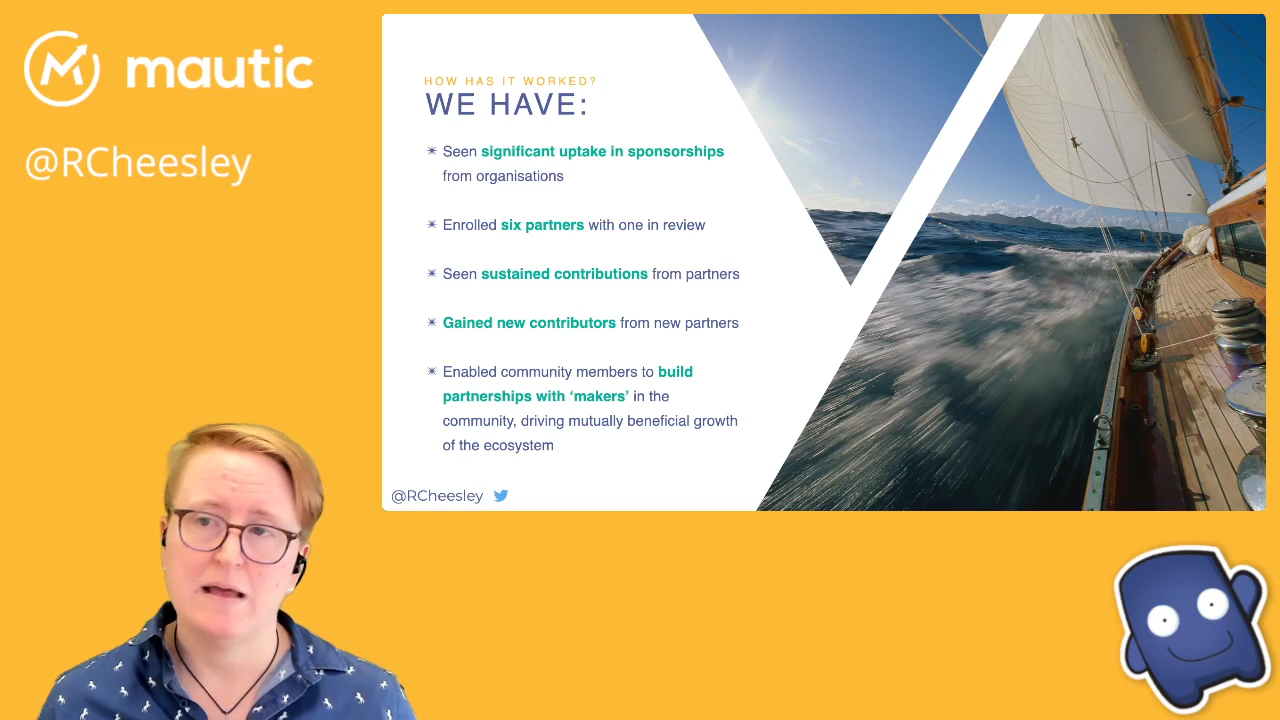 mautic
@RCheesley
HOW HAS IT WORKED?
WE HAVE:
✴ Seen significant uptake in sponsorships
from organisations
✴ Enrolled six partners with one in review
✴ Seen sustained contributions from partners
✴ Gained new contributors from new partners
✴ Enabled community members to build
partnerships with ‘makers’ in the
community, driving mutually beneficial growth
of the ecosystem
@RCheesley